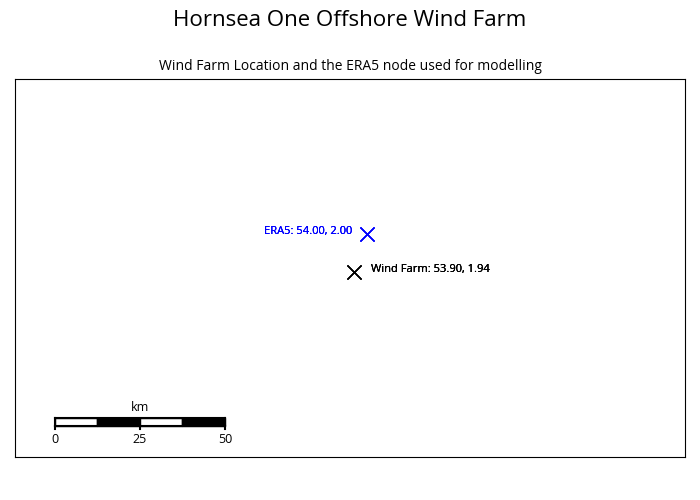 Hornsea One Offshore Wind Farm
Wind Farm Location and the ERA5 node used for modelling
ERA5: 54.00, 2.00
Wind Farm: 53.90, 1.94
km
0 25 50